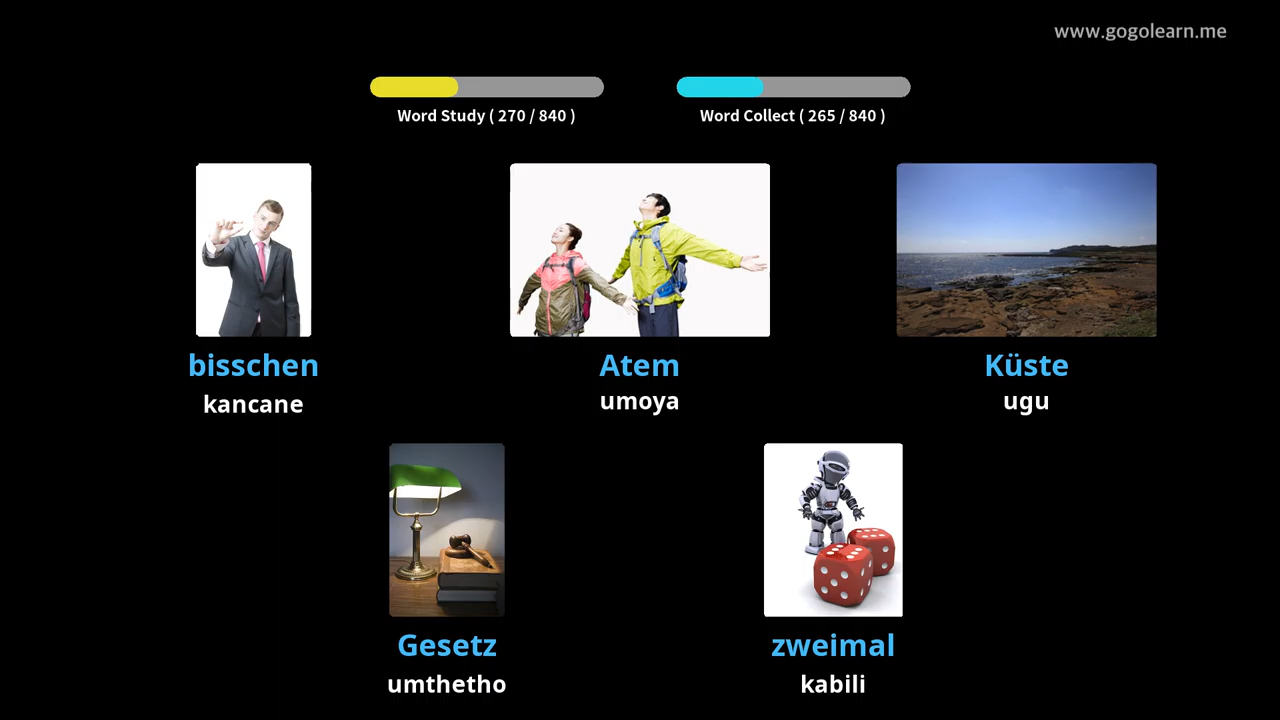 www.gogolearn.me
Word Study ( 270 / 840 )
Word Collect ( 265 / 840 )
bisschen
kancane
Atem
umoya
Küste
ugu
Gesetz
umthetho
zweimal
kabili